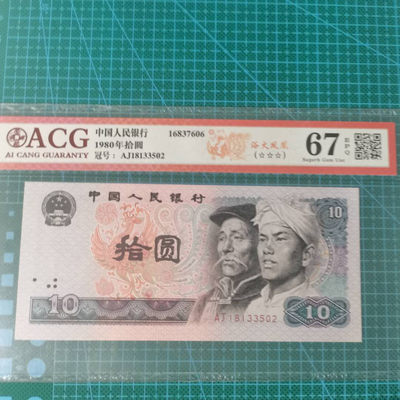 ACG
AI CANG GUARANTY
中国人民银行
16837606
1980年拾圆
冠号: AJ18133502
浴火凤凰
(☆☆☆)
67 EPQ
Superb Gem Unc
中国人民银行
10
拾圆
10
AJ18133502
10